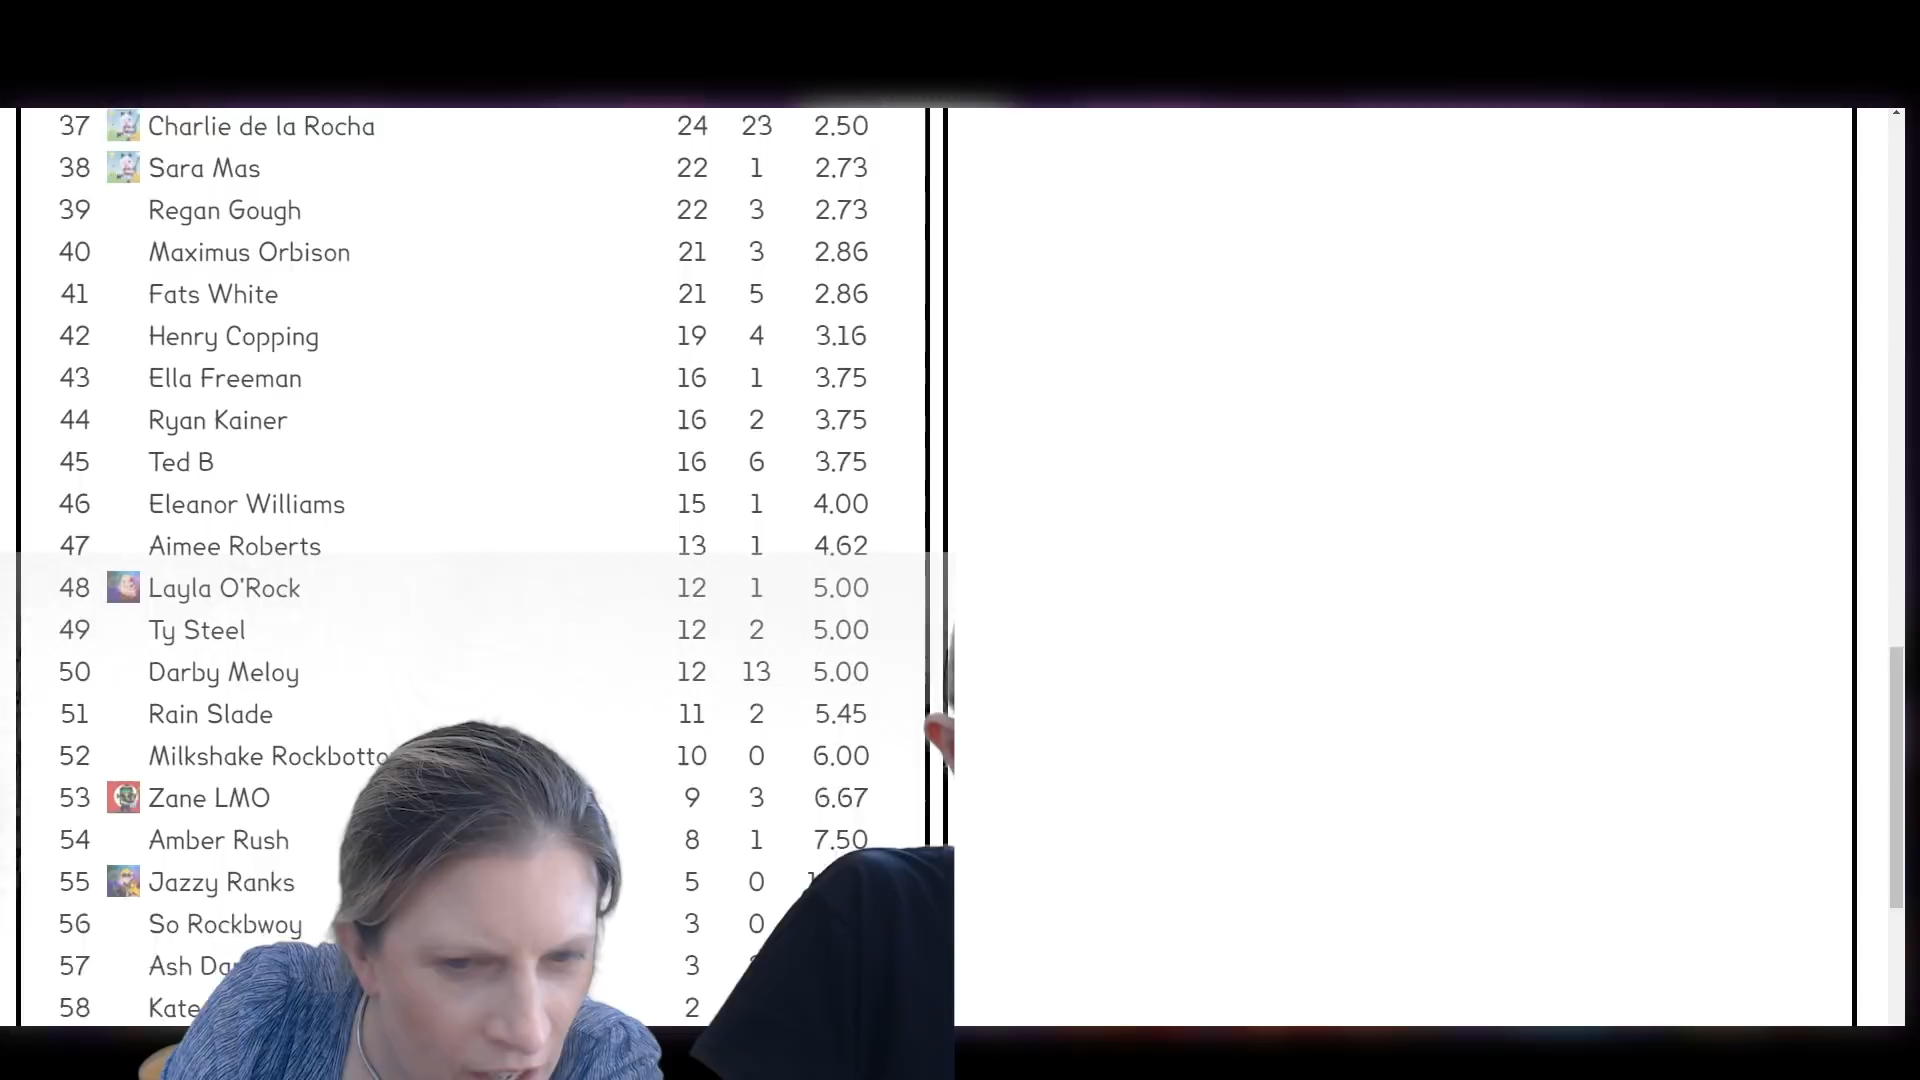 37 Charlie de la Rocha 24 23 2.50
38 Sara Mas 22 1 2.73
39 Regan Gough 22 3 2.73
40 Maximus Orbison 21 3 2.86
41 Fats White 21 5 2.86
42 Henry Copping 19 4 3.16
43 Ella Freeman 16 1 3.75
44 Ryan Kainer 16 2 3.75
45 Ted B 16 6 3.75
46 Eleanor Williams 15 1 4.00
47 Aimee Roberts 13 1 4.62
48 Layla O'Rock 12 1 5.00
49 Ty Steel 12 2 5.00
50 Darby Meloy 12 13 5.00
51 Rain Slade 11 2 5.45
52 Milkshake 10 0 6.00
53 Zane LMO 9 3 6.67
54 Amber Rush 8 1 7.50
55 Jazzy Ranks 5 0
56 So Rockbwoy 3 0
57 Ash 3
58 Kate 2